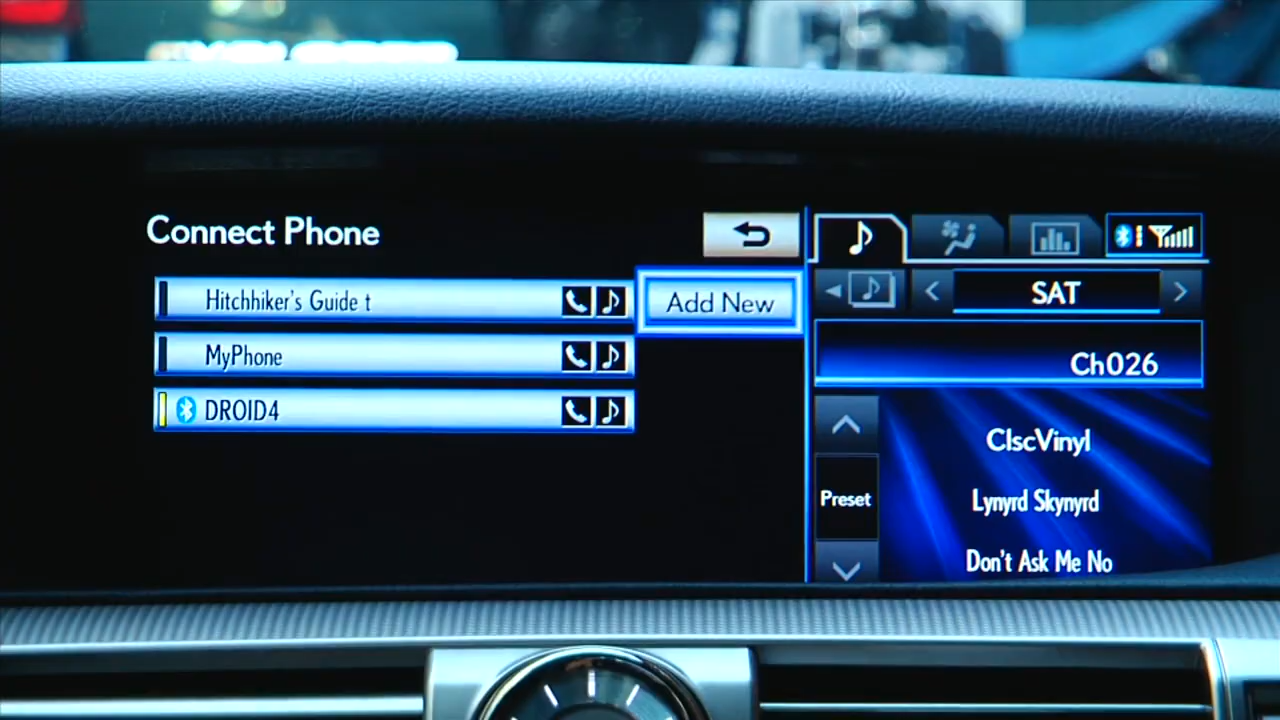 Connect Phone
Hitchhiker's Guide t
Add New
MyPhone
DROID4
SAT
Ch026
ClscVinyl
Preset
Lynyrd Skynyrd
Don't Ask Me No